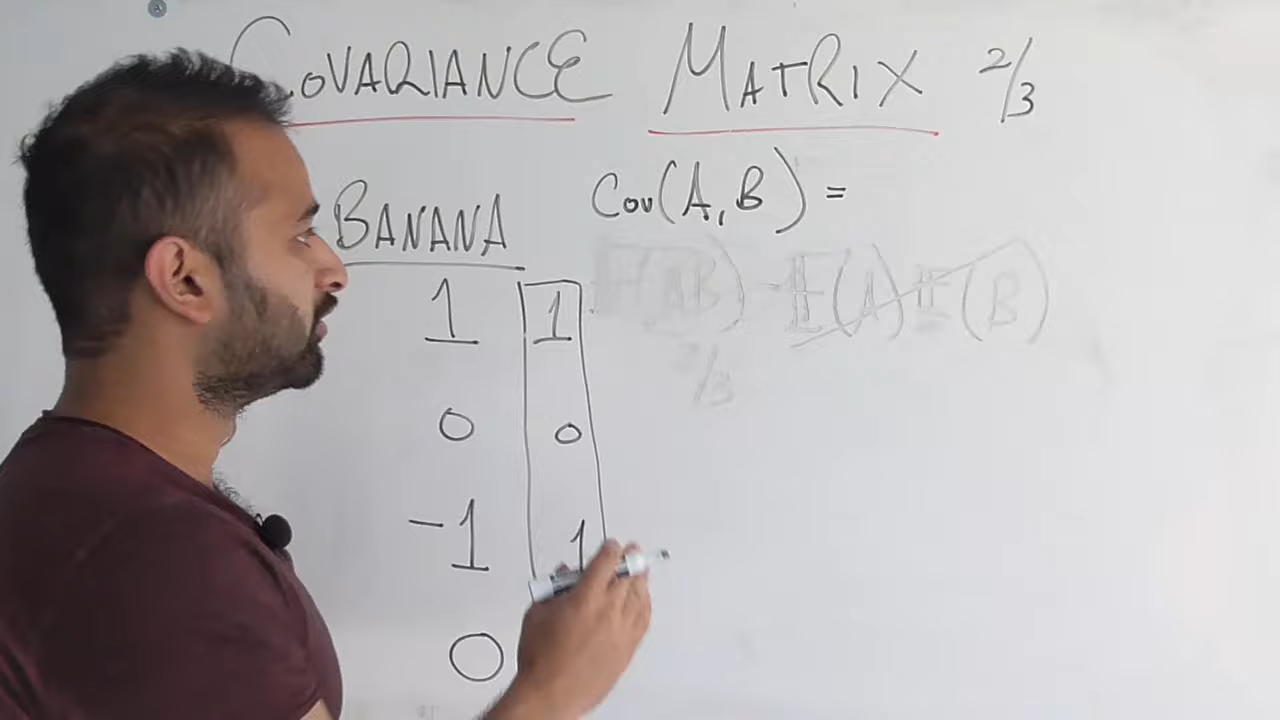 COVARIANCE MATRIX 2/3
BANANA Cov(A, B) =
E(AB) - E(A) E(B)
1 1
2/3
0 0
-1 1
0